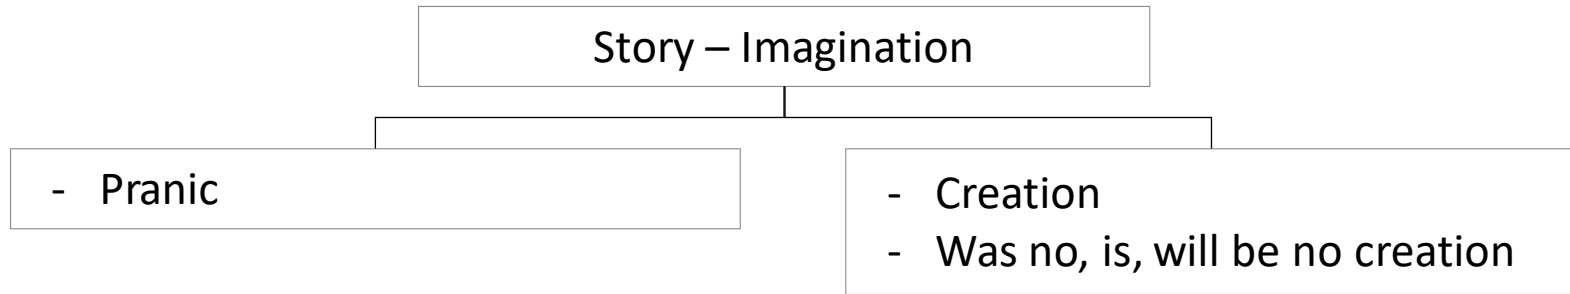 Story – Imagination
- Pranic
- Creation
- Was no, is, will be no creation